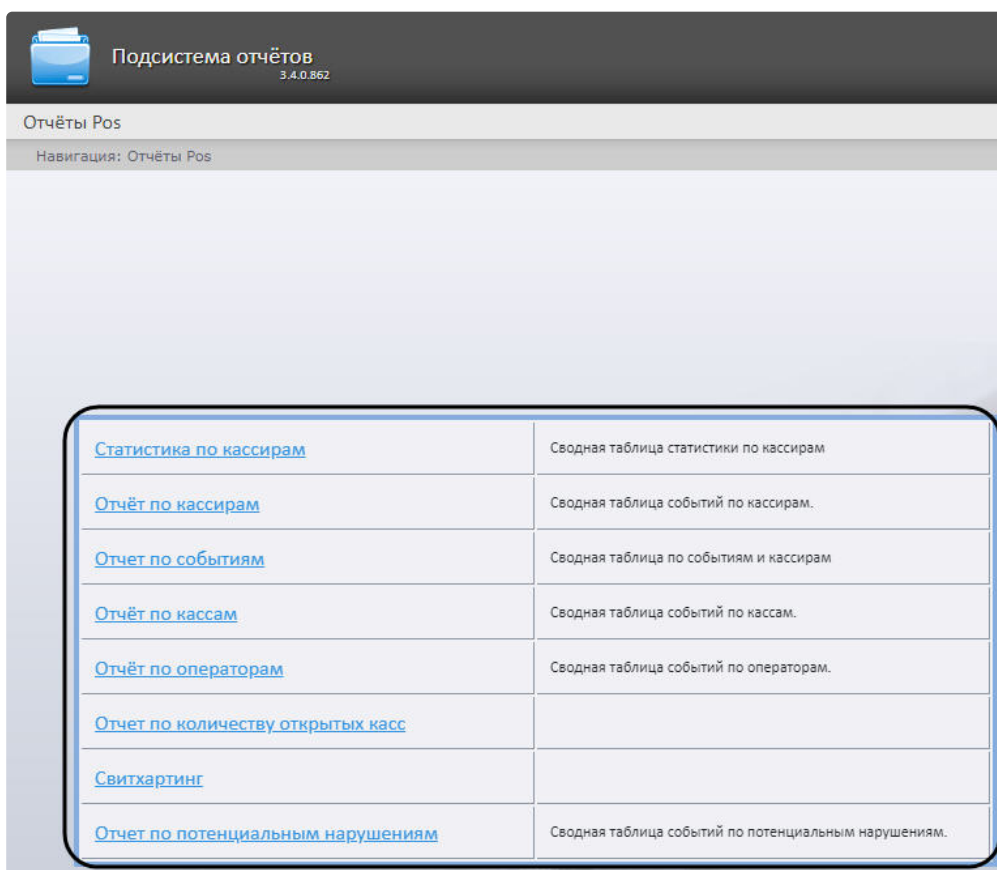 Подсистема отчётов
3.4.0.862
Отчёты Pos
Навигация: Отчёты Pos
Статистика по кассирам
Сводная таблица статистики по кассирам
Отчёт по кассирам
Сводная таблица событий по кассирам.
Отчет по событиям
Сводная таблица по событиям и кассирам
Отчёт по кассам
Сводная таблица событий по кассам.
Отчёт по операторам
Сводная таблица событий по операторам.
Отчет по количеству открытых касс
Свитхартинг
Отчет по потенциальным нарушениям
Сводная таблица событий по потенциальным нарушениям.